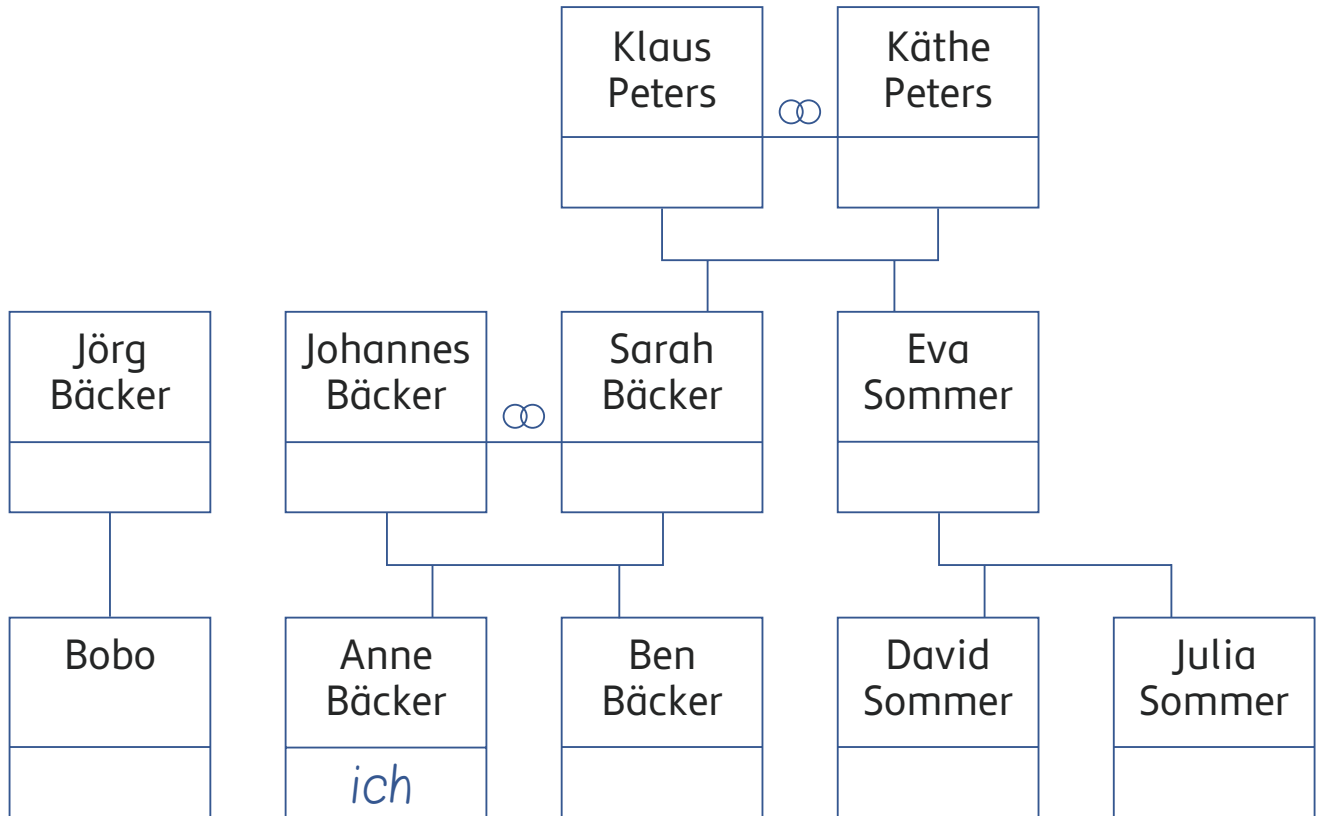 Klaus
Peters
Käthe
Peters
Jörg
Bäcker
Johannes
Bäcker
Sarah
Bäcker
Eva
Sommer
Bobo
Anne
Bäcker
ich
Ben
Bäcker
David
Sommer
Julia
Sommer